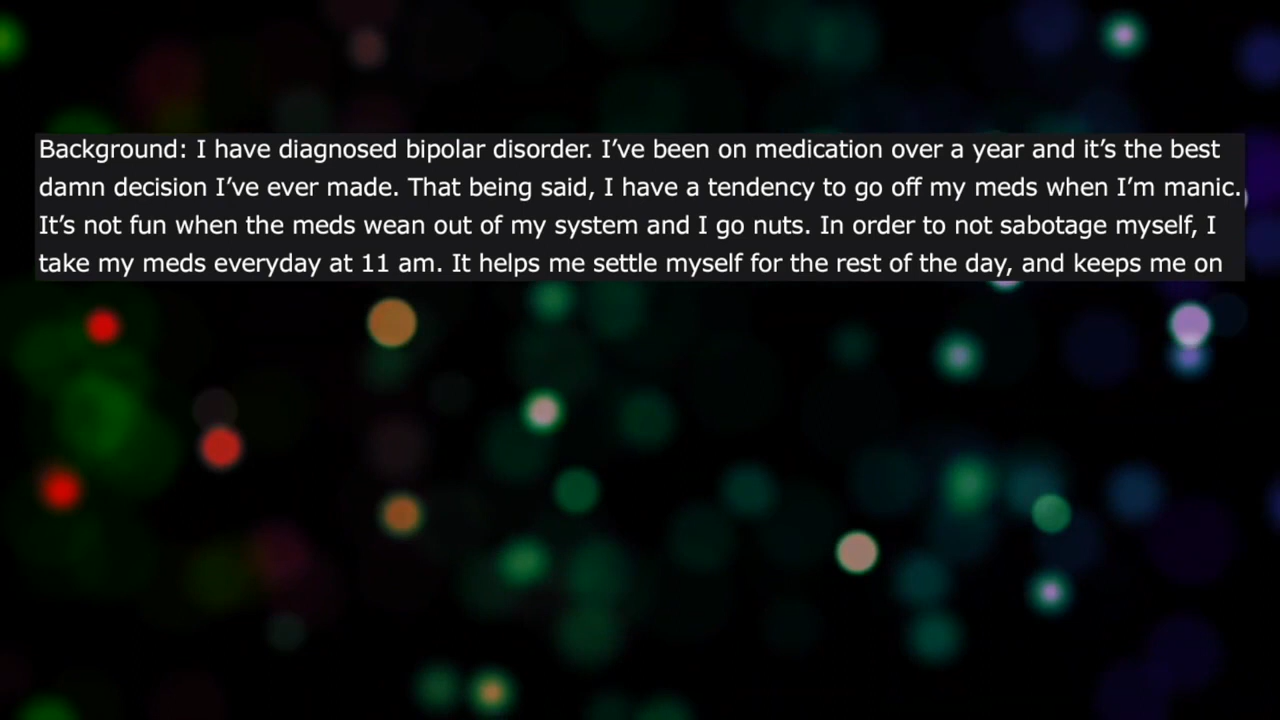 Background: I have diagnosed bipolar disorder. I’ve been on medication over a year and it’s the best
damn decision I’ve ever made. That being said, I have a tendency to go off my meds when I’m manic.
It’s not fun when the meds wean out of my system and I go nuts. In order to not sabotage myself, I
take my meds everyday at 11 am. It helps me settle myself for the rest of the day, and keeps me on